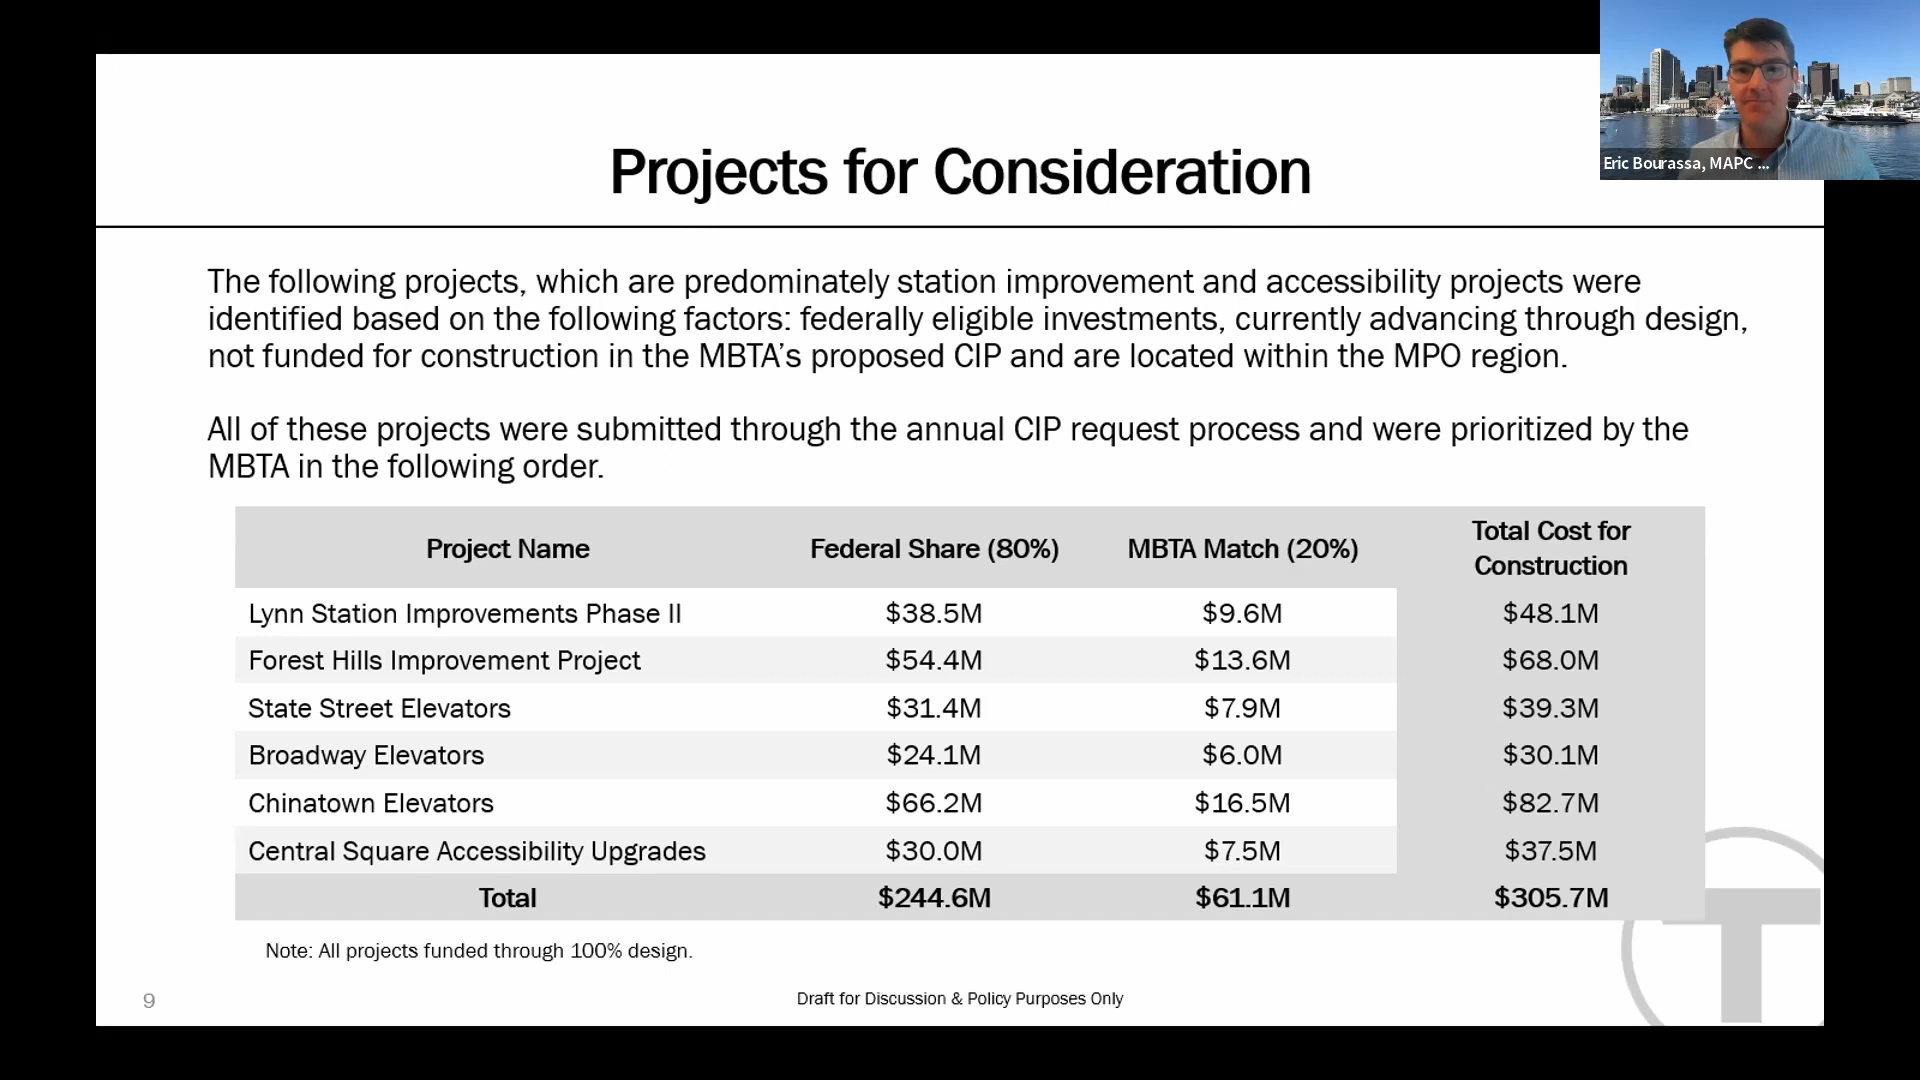 Projects for Consideration
Eric Bourassa, MAPC ...
The following projects, which are predominately station improvement and accessibility projects were
identified based on the following factors: federally eligible investments, currently advancing through design,
not funded for construction in the MBTA’s proposed CIP and are located within the MPO region.
All of these projects were submitted through the annual CIP request process and were prioritized by the
MBTA in the following order.
Project Name Federal Share (80%) MBTA Match (20%) Total Cost for
Construction
Lynn Station Improvements Phase II $38.5M $9.6M $48.1M
Forest Hills Improvement Project $54.4M $13.6M $68.0M
State Street Elevators $31.4M $7.9M $39.3M
Broadway Elevators $24.1M $6.0M $30.1M
Chinatown Elevators $66.2M $16.5M $82.7M
Central Square Accessibility Upgrades $30.0M $7.5M $37.5M
Total $244.6M $61.1M $305.7M
Note: All projects funded through 100% design.
9
Draft for Discussion & Policy Purposes Only
T